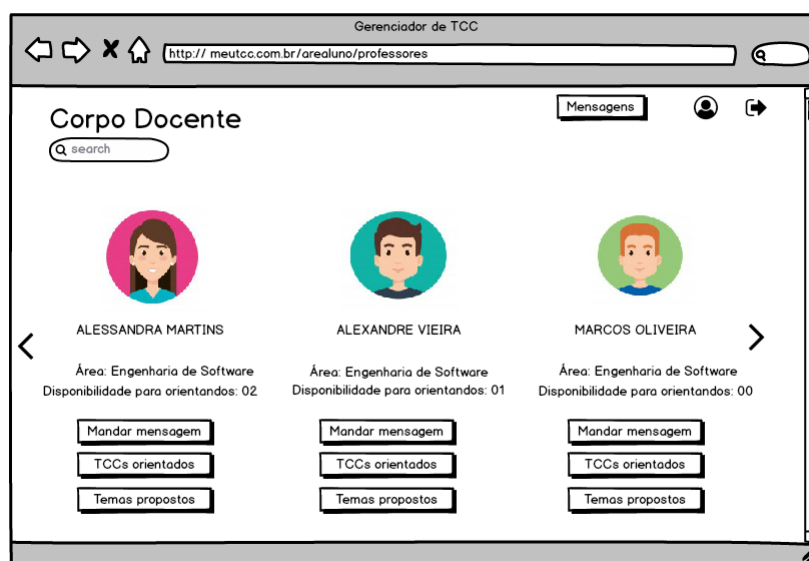 Gerenciador de TCC
http:// meutcc.com.br/arealuno/professores
Mensagens
Corpo Docente
search
ALESSANDRA MARTINS
Área: Engenharia de Software
Disponibilidade para orientandos: 02
Mandar mensagem
TCCs orientados
Temas propostos
ALEXANDRE VIEIRA
Área: Engenharia de Software
Disponibilidade para orientandos: 01
Mandar mensagem
TCCs orientados
Temas propostos
MARCOS OLIVEIRA
Área: Engenharia de Software
Disponibilidade para orientandos: 00
Mandar mensagem
TCCs orientados
Temas propostos